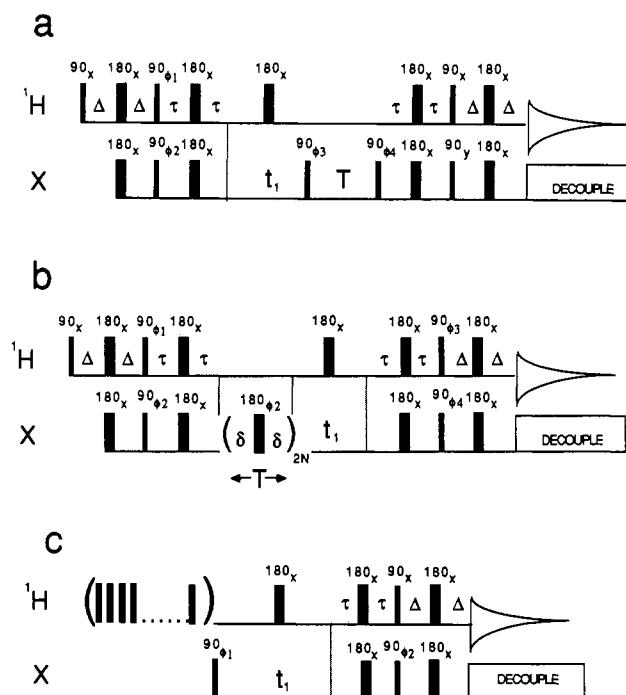 a
90x 180x 90ϕ1 180x 180x 180x 90x 180x
¹H Δ Δ τ τ τ τ Δ Δ
180x 90ϕ2 180x 90ϕ3 90ϕ4 180x 90y 180x
X t₁ T DECOUPLE
b
90x 180x 90ϕ1 180x 180x 180x 90ϕ3 180x
¹H Δ Δ τ τ τ τ Δ Δ
180x 90ϕ2 180x 180ϕ2 180x 90ϕ4 180x
X ( δ δ )2N t₁ DECOUPLE
←T→
c
180x 180x 90x 180x
¹H ( ...... ) τ τ Δ Δ
90ϕ1 180x 90ϕ2 180x
X t₁ DECOUPLE